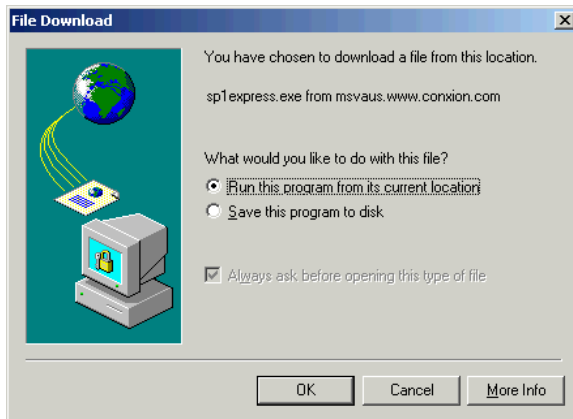 File Download
You have chosen to download a file from this location.
sp1express.exe from msvaus.www.conxion.com
What would you like to do with this file?
Run this program from its current location
Save this program to disk
Always ask before opening this type of file
OK Cancel More Info